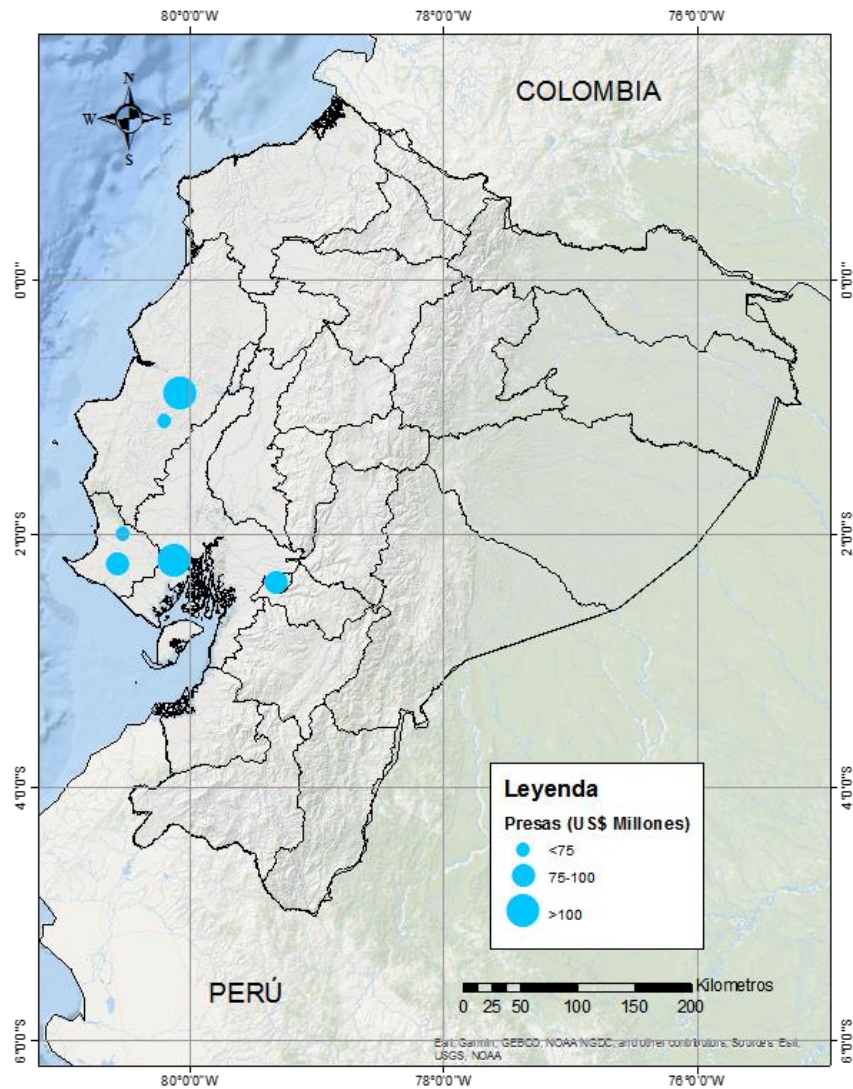 80°0'0"W 78°0'0"W 76°0'0"W
N
W E
S
COLOMBIA
0°0'0" 0°0'0"
2°0'0"S 2°0'0"S
4°0'0"S 4°0'0"S
Leyenda
Presas (US$ Millones)
<75
75-100
>100
PERÚ
Kilometros
0 25 50 100 150 200
Esri, Garmin, GEBCO, NOAA NGDC, and other contributors, Sources: Esri,
USGS, NOAA
6°0'0"S 6°0'0"S
80°0'0"W 78°0'0"W 76°0'0"W